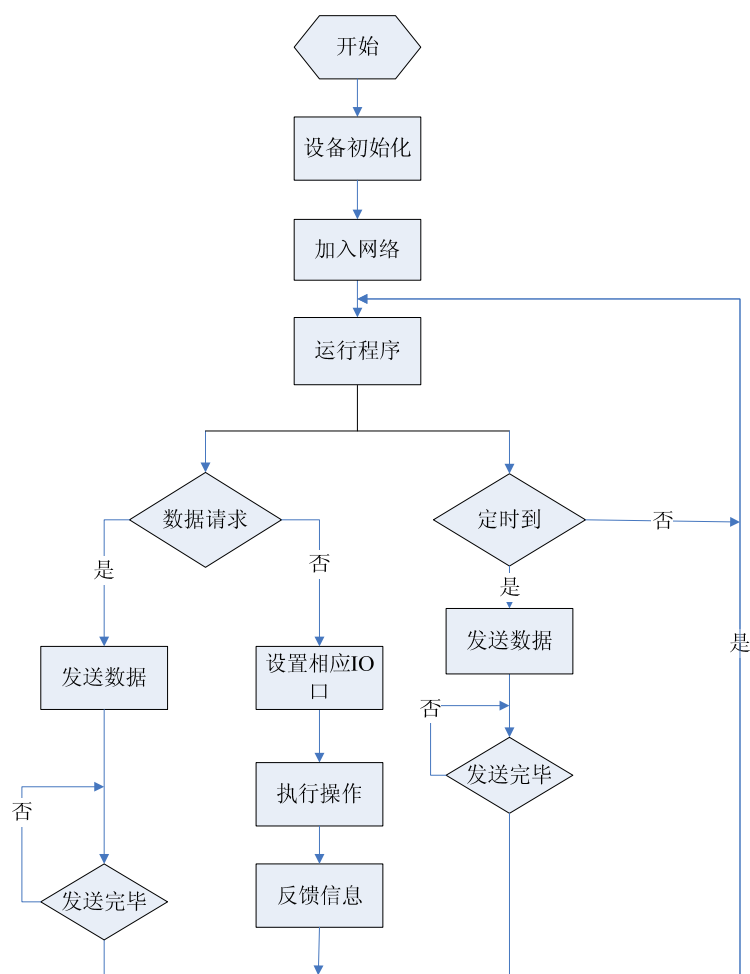 开始
设备初始化
加入网络
运行程序
数据请求
定时到
否
是
否
是
发送数据
设置相应IO
口
发送数据
是
否
发送完毕
执行操作
否
发送完毕
反馈信息